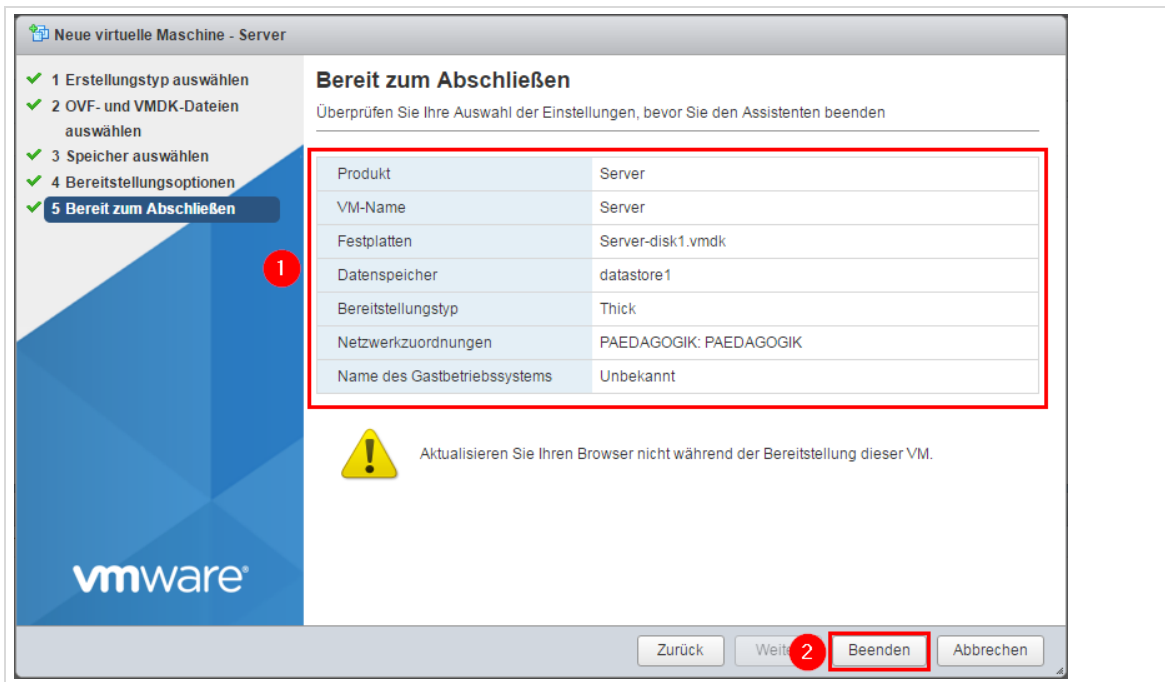 Neue virtuelle Maschine - Server
1 Erstellungstyp auswählen
2 OVF- und VMDK-Dateien
auswählen
3 Speicher auswählen
4 Bereitstellungsoptionen
5 Bereit zum Abschließen
vmware®
Bereit zum Abschließen
Überprüfen Sie Ihre Auswahl der Einstellungen, bevor Sie den Assistenten beenden
1
Produkt Server
VM-Name Server
Festplatten Server-disk1.vmdk
Datenspeicher datastore1
Bereitstellungstyp Thick
Netzwerkzuordnungen PAEDAGOGIK: PAEDAGOGIK
Name des Gastbetriebssystems Unbekannt
Aktualisieren Sie Ihren Browser nicht während der Bereitstellung dieser VM.
Zurück Weite 2 Beenden Abbrechen